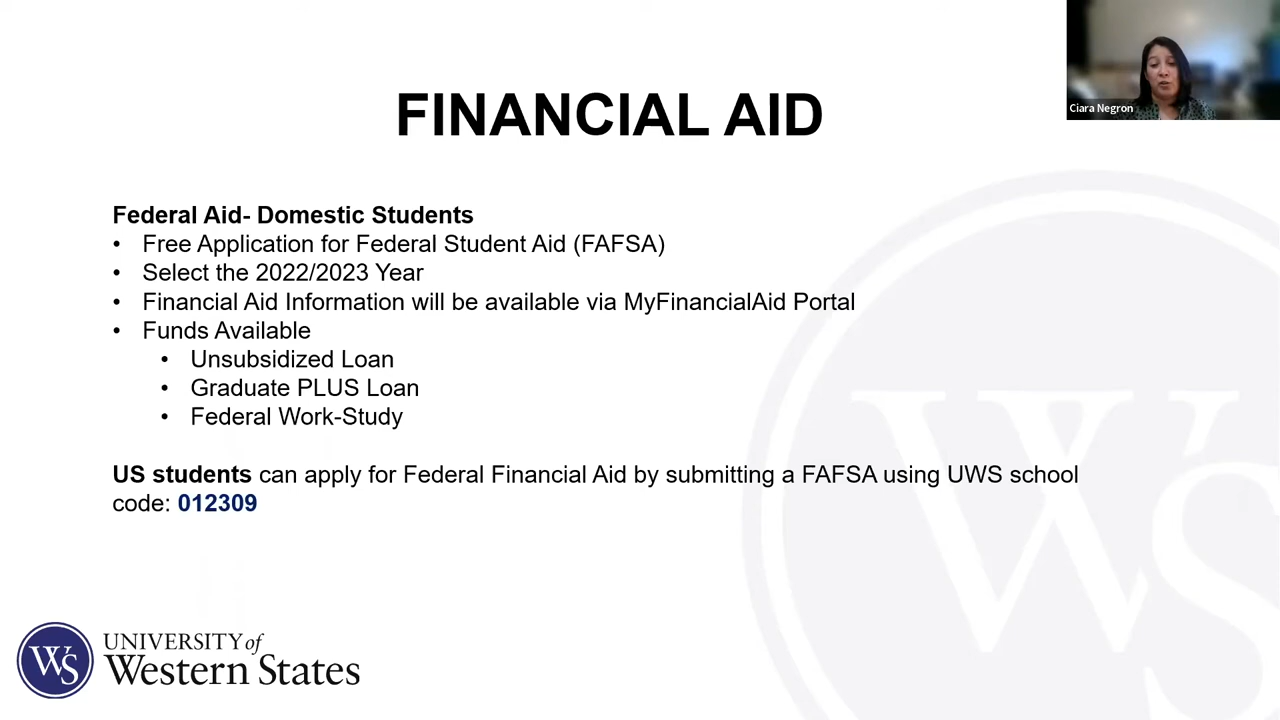 Ciara Negron
FINANCIAL AID
Federal Aid- Domestic Students
• Free Application for Federal Student Aid (FAFSA)
• Select the 2022/2023 Year
• Financial Aid Information will be available via MyFinancialAid Portal
• Funds Available
• Unsubsidized Loan
• Graduate PLUS Loan
• Federal Work-Study
US students can apply for Federal Financial Aid by submitting a FAFSA using UWS school
code: 012309
WS
WS
UNIVERSITY of
Western States